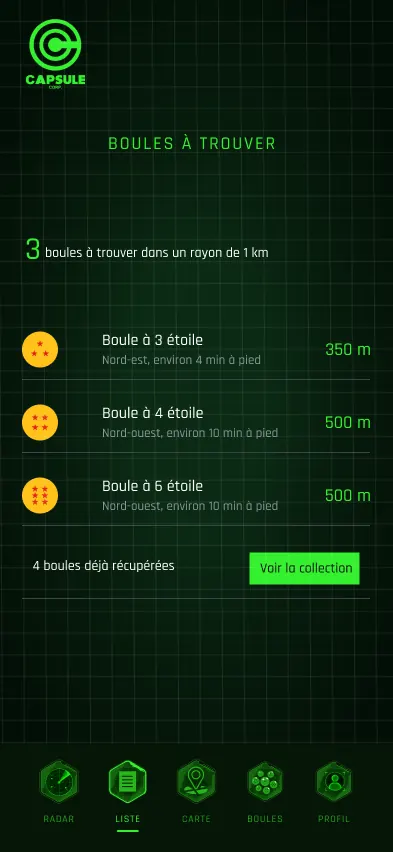 CAPSULE
CORP.
BOULES À TROUVER
3 boules à trouver dans un rayon de 1 km
Boule à 3 étoile
350 m
Nord-est, environ 4 min à pied
Boule à 4 étoile
500 m
Nord-ouest, environ 10 min à pied
Boule à 6 étoile
500 m
Nord-ouest, environ 10 min à pied
4 boules déjà récupérées
Voir la collection
RADAR
LISTE
CARTE
BOULES
PROFIL